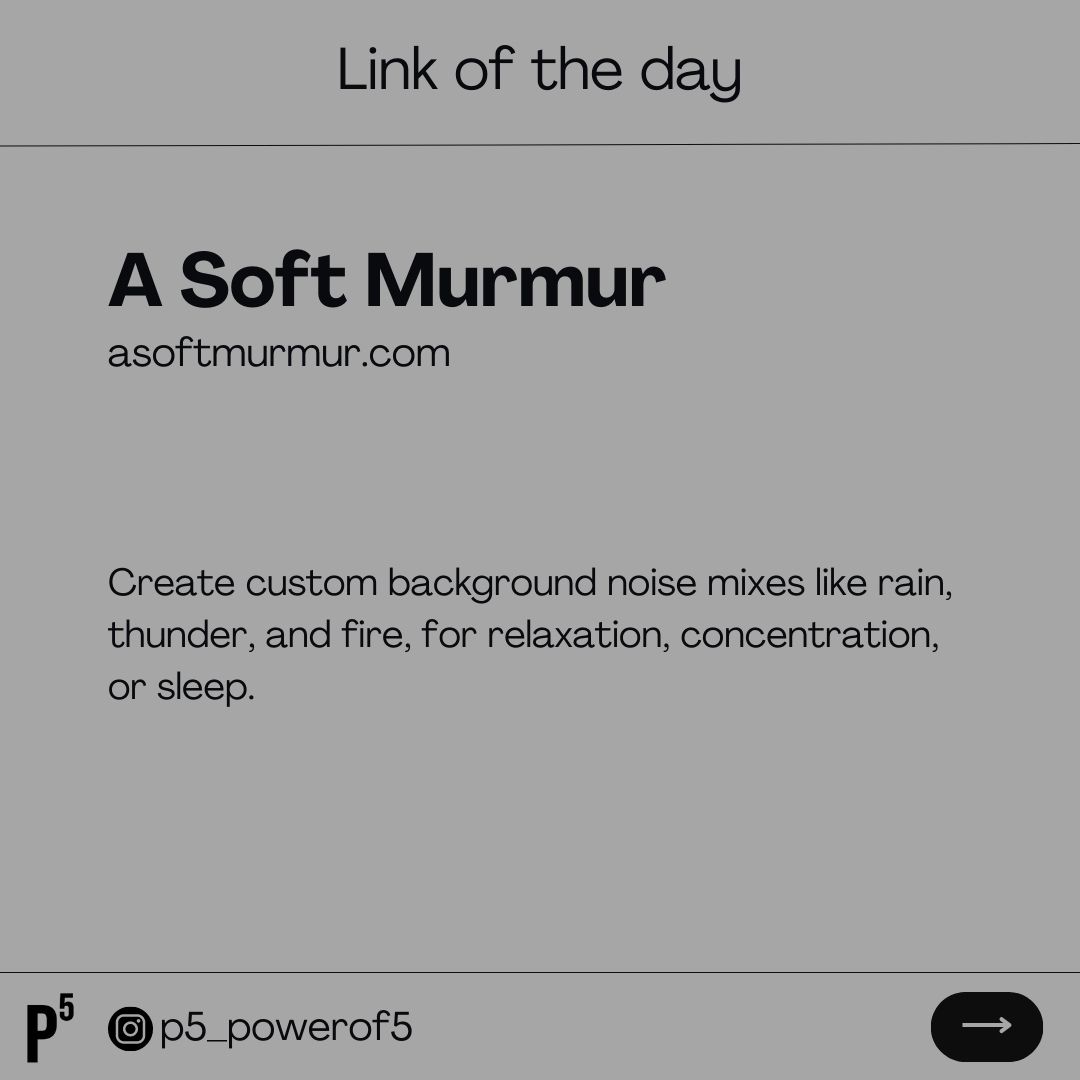 Link of the day
A Soft Murmur
asoftmurmur.com
Create custom background noise mixes like rain,
thunder, and fire, for relaxation, concentration,
or sleep.
P⁵
p5_powerof5